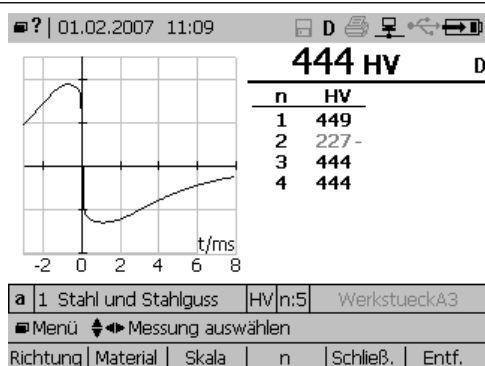 ? 01.02.2007 11:09 D
444 HV D
n HV
1 449
2 227-
3 444
4 444
t/ms
-2 0 2 4 6 8
a 1 Stahl und Stahlguss HV n:5 WerkstueckA3
Menü Messung auswählen
Richtung Material Skala n Schließ. Entf.